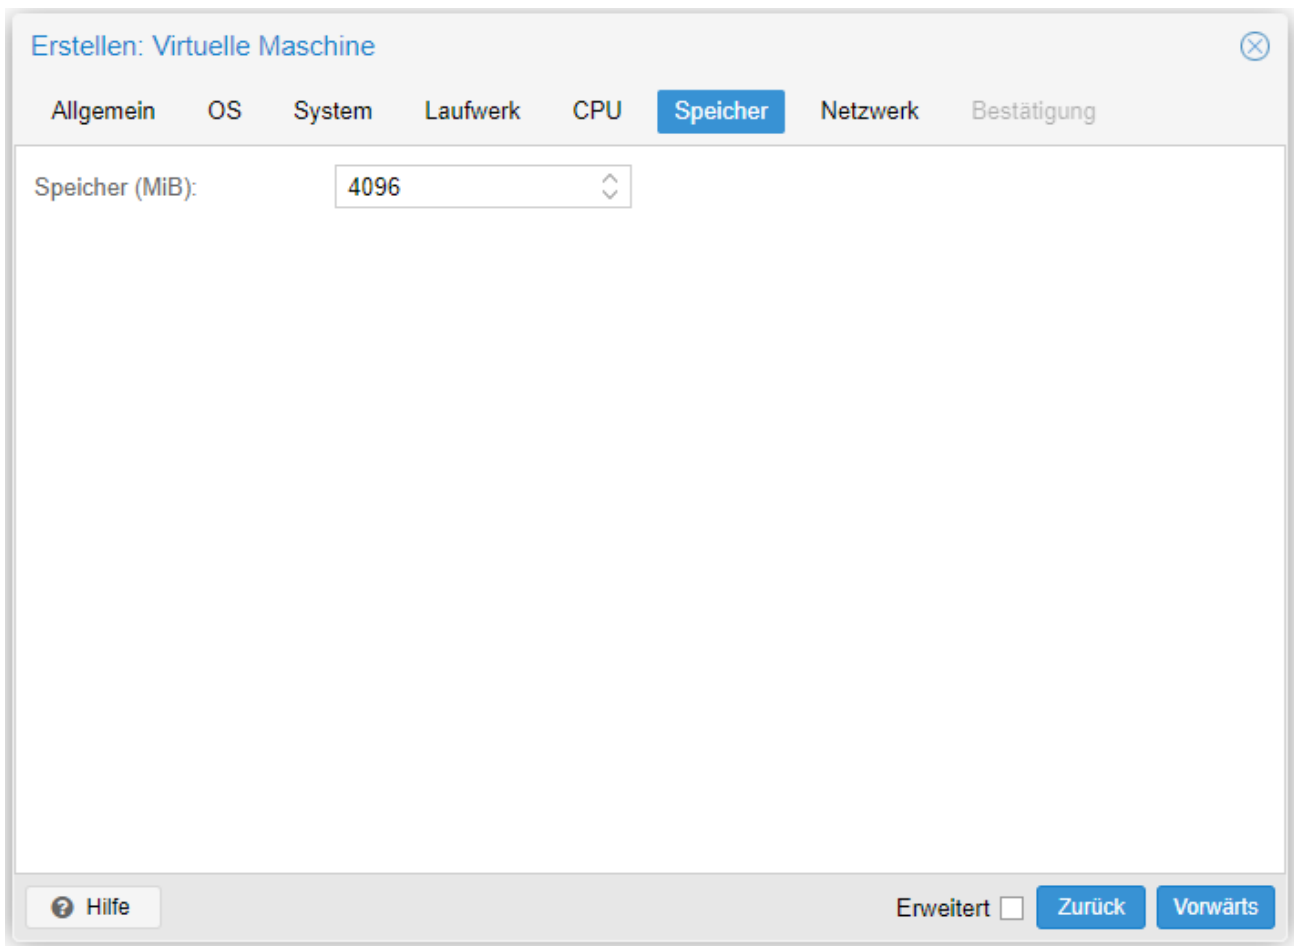 Erstellen: Virtuelle Maschine
Allgemein OS System Laufwerk CPU Speicher Netzwerk Bestätigung
Speicher (MiB): 4096
Hilfe Erweitert Zurück Vorwärts